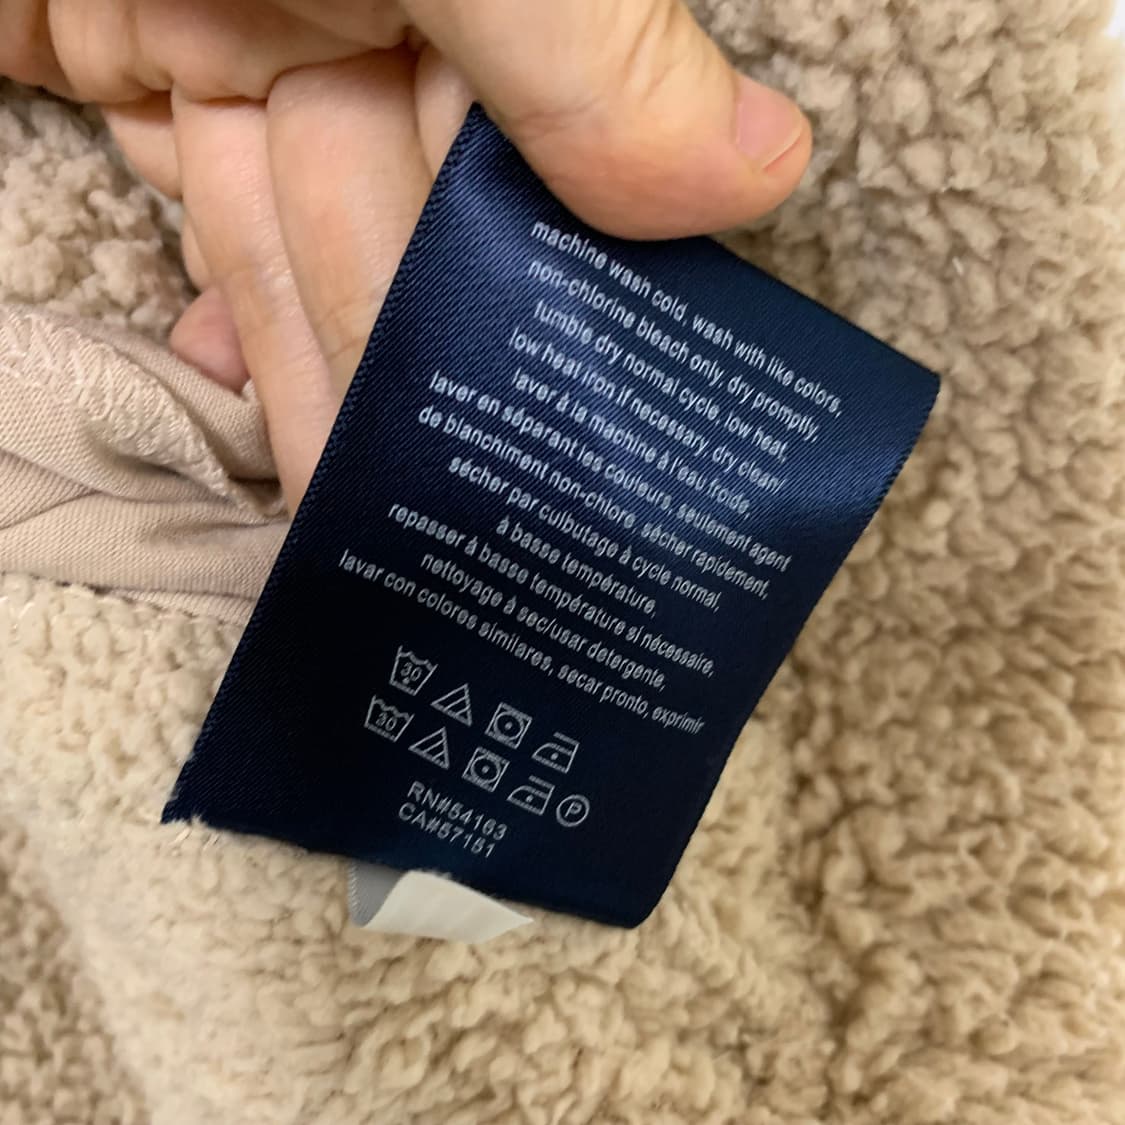 machine wash cold, wash with like colors,
non-chlorine bleach only, dry promptly,
tumble dry normal cycle, low heat,
low heat iron if necessary, dry clean/
laver à la machine à l'eau froide,
laver en séparant les couleurs, seulement agent
de blanchiment non-chlore, sécher rapidement,
sécher par culbutage à cycle normal,
à basse température,
repasser à basse température si nécessaire,
nettoyage à sec/usar detergente,
lavar con colores similares, secar pronto, exprimir
30
30 P
RN#54163
CA#57151